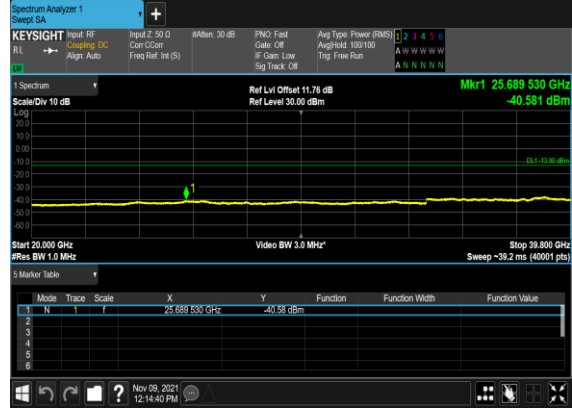 Spectrum Analyzer 1
Swept SA
+
KEYSIGHT Input: RF Input Z: 50 Ω #Atten: 30 dB PNO: Fast Avg Type: Power (RMS) 1 2 3 4 5 6
RL Coupling: DC Corr CCorr Gate: Off Avg|Hold: 100/100 A W W W W W
Align: Auto Freq Ref: Int (S) IF Gain: Low Trig: Free Run
Sig Track: Off A N N N N N
1 Spectrum Ref Lvl Offset 11.76 dB Mkr1 25.689 530 GHz
Scale/Div 10 dB Ref Level 30.00 dBm -40.581 dBm
Log
20.0
10.0
0.00
-10.0
DL1 -13.00 dBm
-20.0
-30.0
1
-40.0
-50.0
-60.0
Start 20.000 GHz Video BW 3.0 MHz* Stop 39.800 GHz
#Res BW 1.0 MHz Sweep ~39.2 ms (40001 pts)
5 Marker Table
Mode Trace Scale X Y Function Function Width Function Value
1 N 1 f 25.689 530 GHz -40.58 dBm
2
3
4
5
6
? Nov 09, 2021
12:14:40 PM